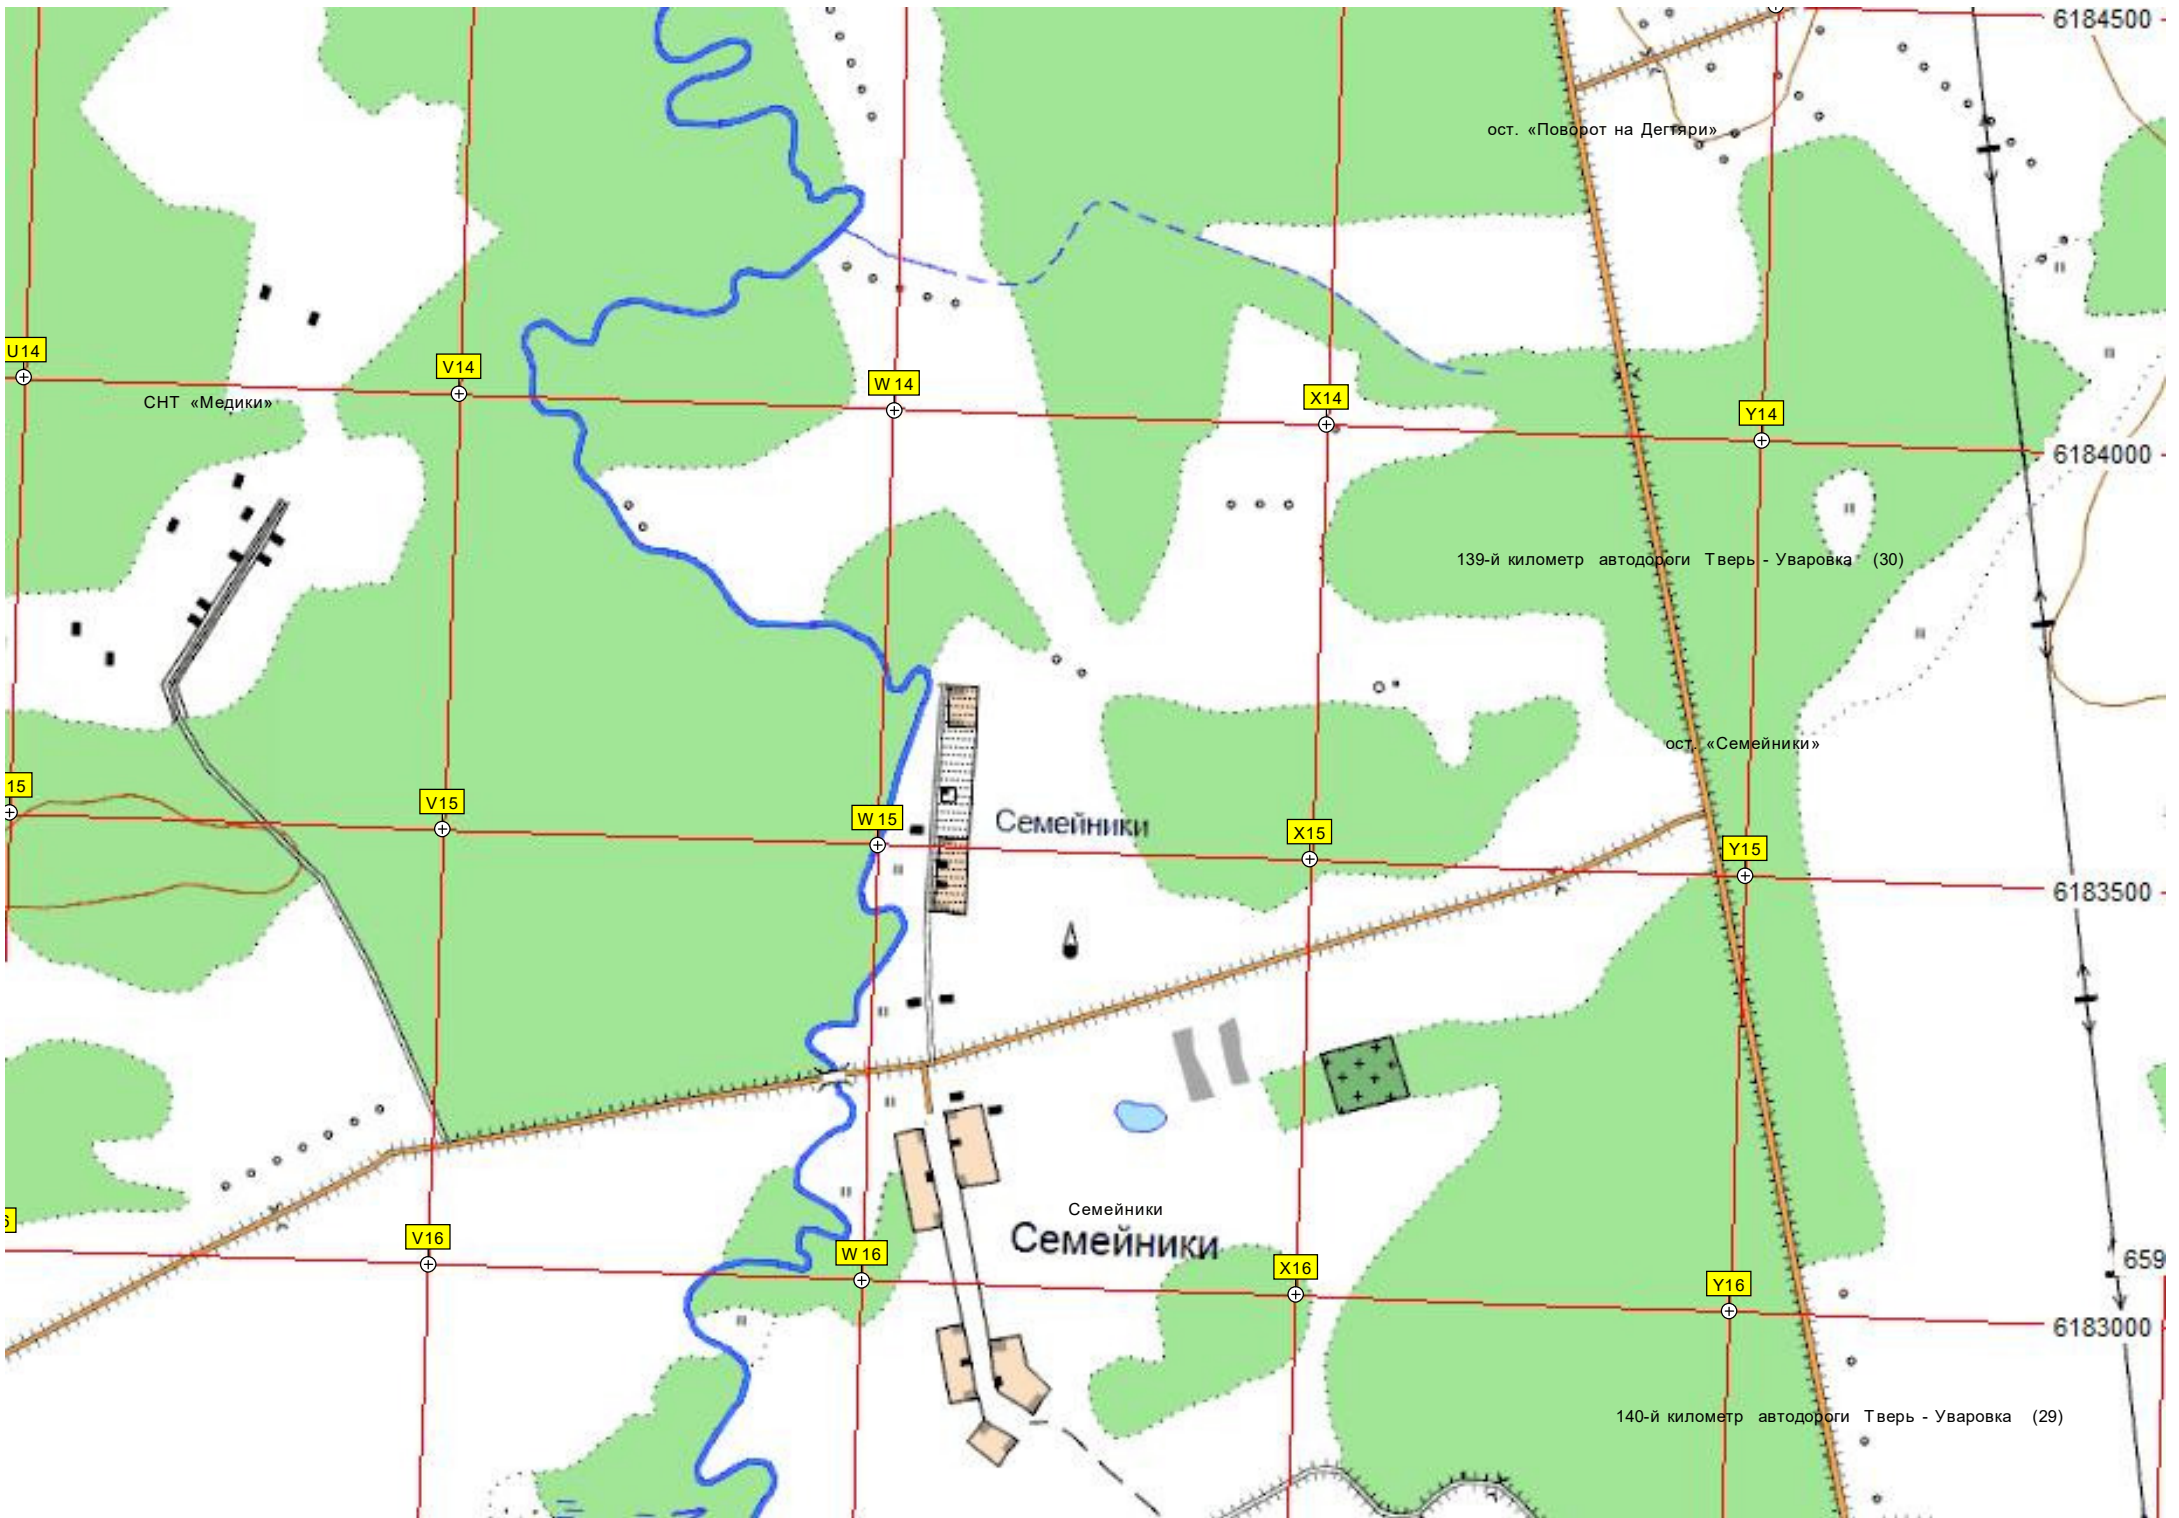 6184500
ост. «Поворот на Дегтяри»
U14
V14
W 14
X14
Y14
СНТ «Медики»
6184000
139-й километр автодороги Тверь - Уваровка (30)
ост. «Семейники»
15
V15
W 15
Семейники
X15
Y15
6183500
Семейники
Семейники
6
V16
W 16
X16
Y16
659
6183000
140-й километр автодороги Тверь - Уваровка (29)